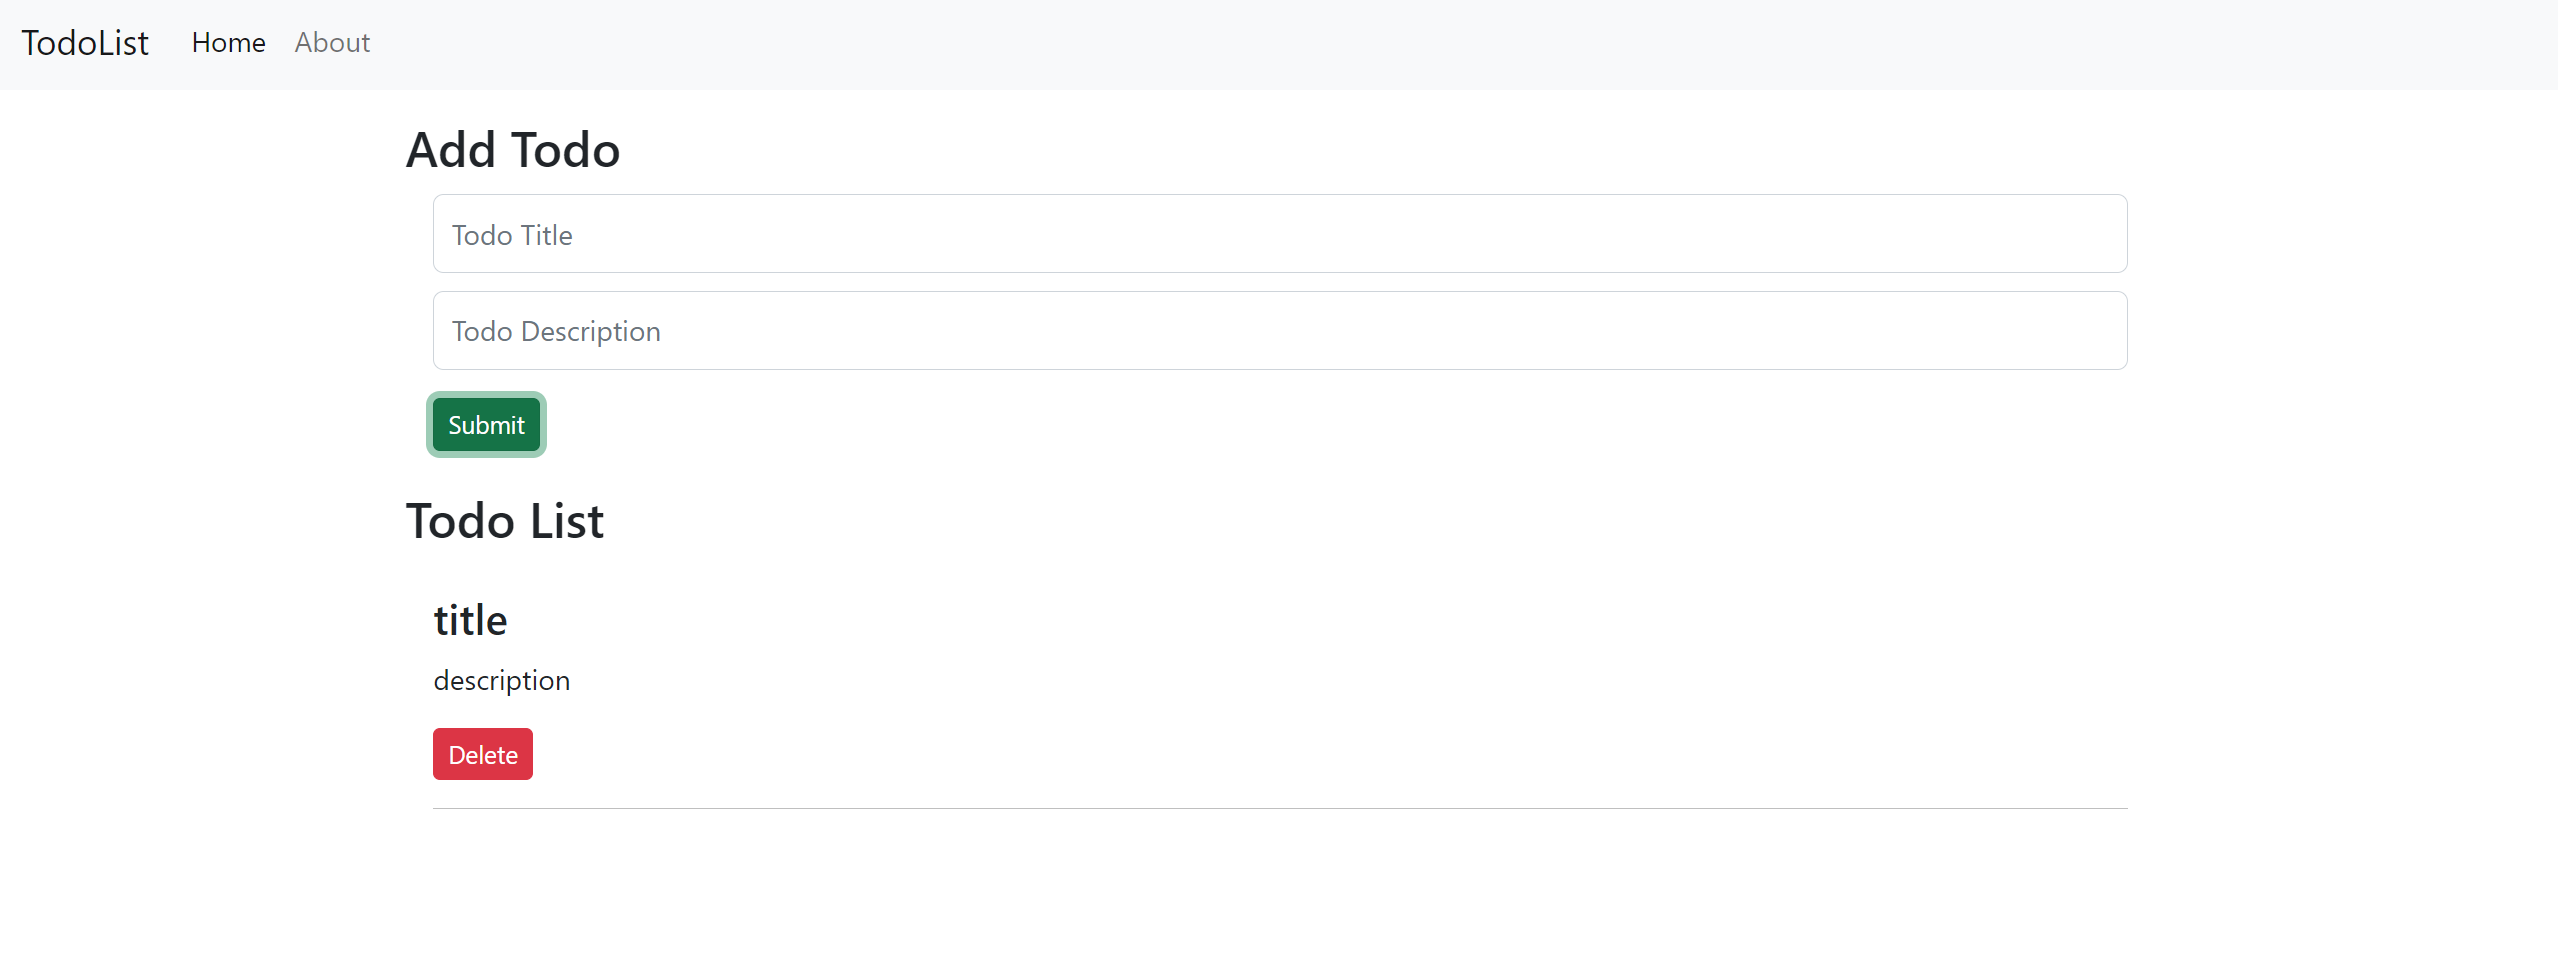 TodoList Home About
Add Todo
Todo Title
Todo Description
Submit
Todo List
title
description
Delete